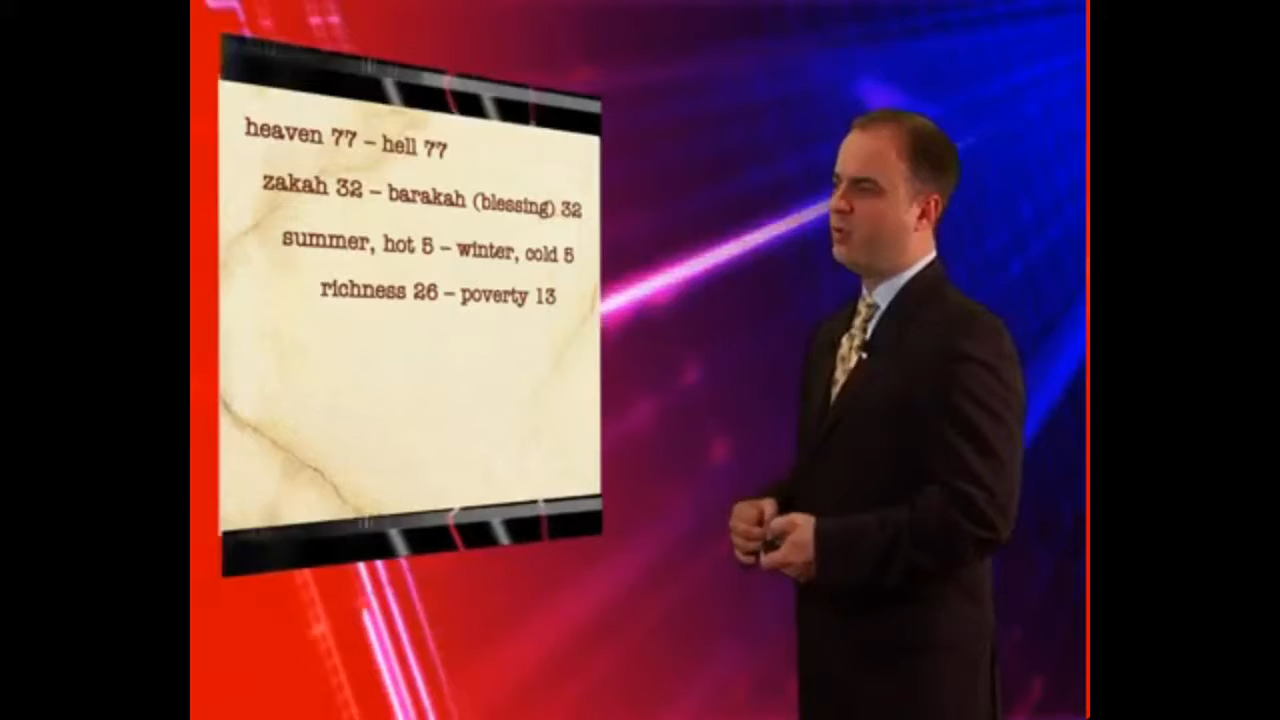 heaven 77 – hell 77
zakah 32 – barakah (blessing) 32
summer, hot 5 – winter, cold 5
richness 26 – poverty 13